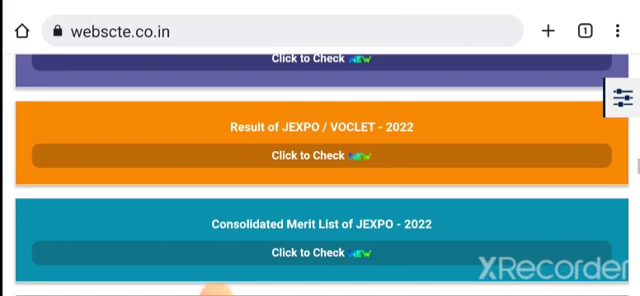 webscte.co.in
1
Click to Check NEW
Result of JEXPO / VOCLET - 2022
Click to Check NEW
Consolidated Merit List of JEXPO - 2022
Click to Check NEW
XRecorder